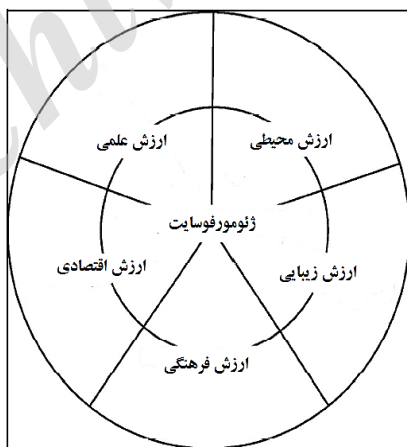 ارزش محیطی
ارزش علمی
ژئومورفوسایت
ارزش زیبایی
ارزش اقتصادی
ارزش فرهنگی